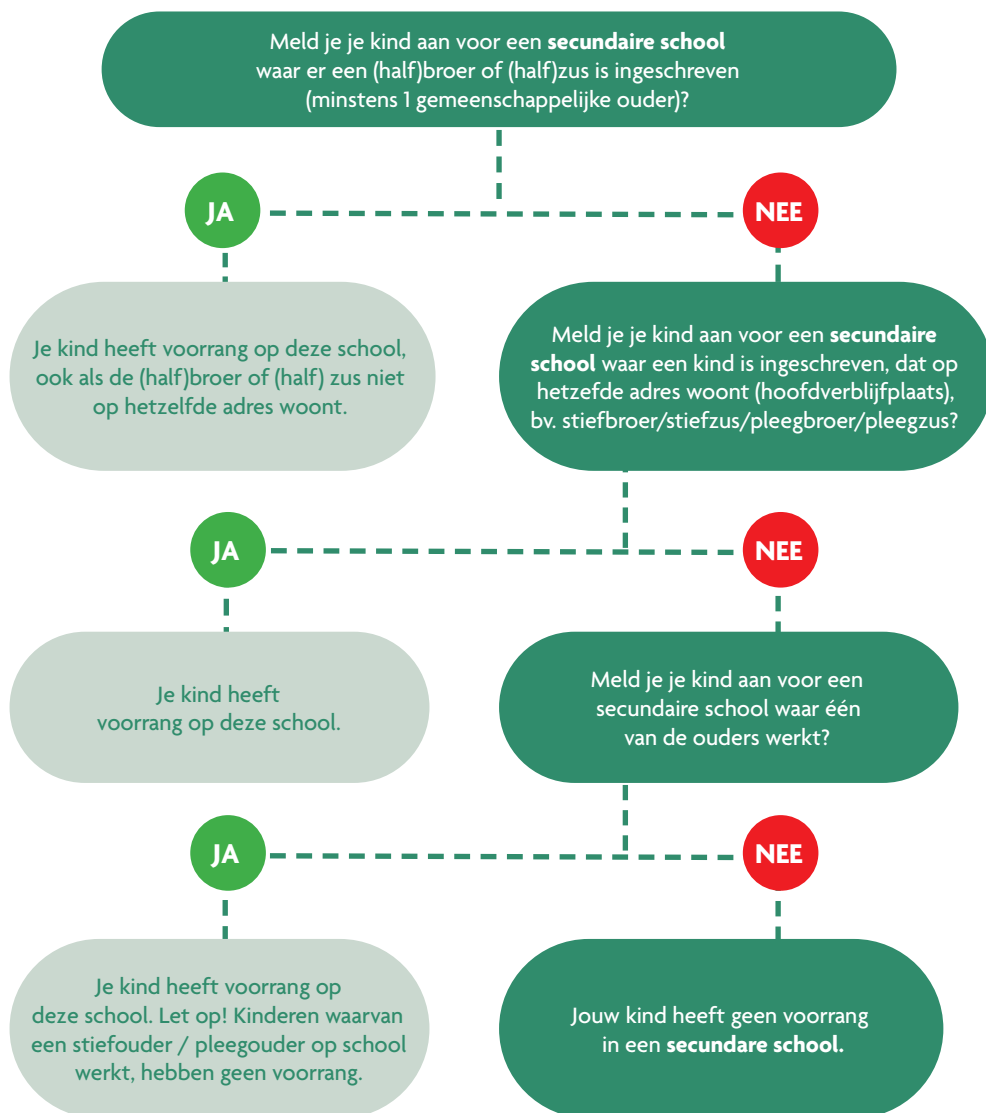 Meld je je kind aan voor een secundaire school
waar er een (half)broer of (half)zus is ingeschreven
(minstens 1 gemeenschappelijke ouder)?
JA
NEE
Je kind heeft voorrang op deze school,
ook als de (half)broer of (half) zus niet
op hetzelfde adres woont.
Meld je je kind aan voor een secundaire
school waar een kind is ingeschreven, dat op
hetzefde adres woont (hoofdverblijfplaats),
bv. stiefbroer/stiefzus/pleegbroer/pleegzus?
JA
NEE
Je kind heeft
voorrang op deze school.
Meld je je kind aan voor een
secundaire school waar één
van de ouders werkt?
JA
NEE
Je kind heeft voorrang op
deze school. Let op! Kinderen waarvan
een stiefouder / pleegouder op school
werkt, hebben geen voorrang.
Jouw kind heeft geen voorrang
in een secundare school.